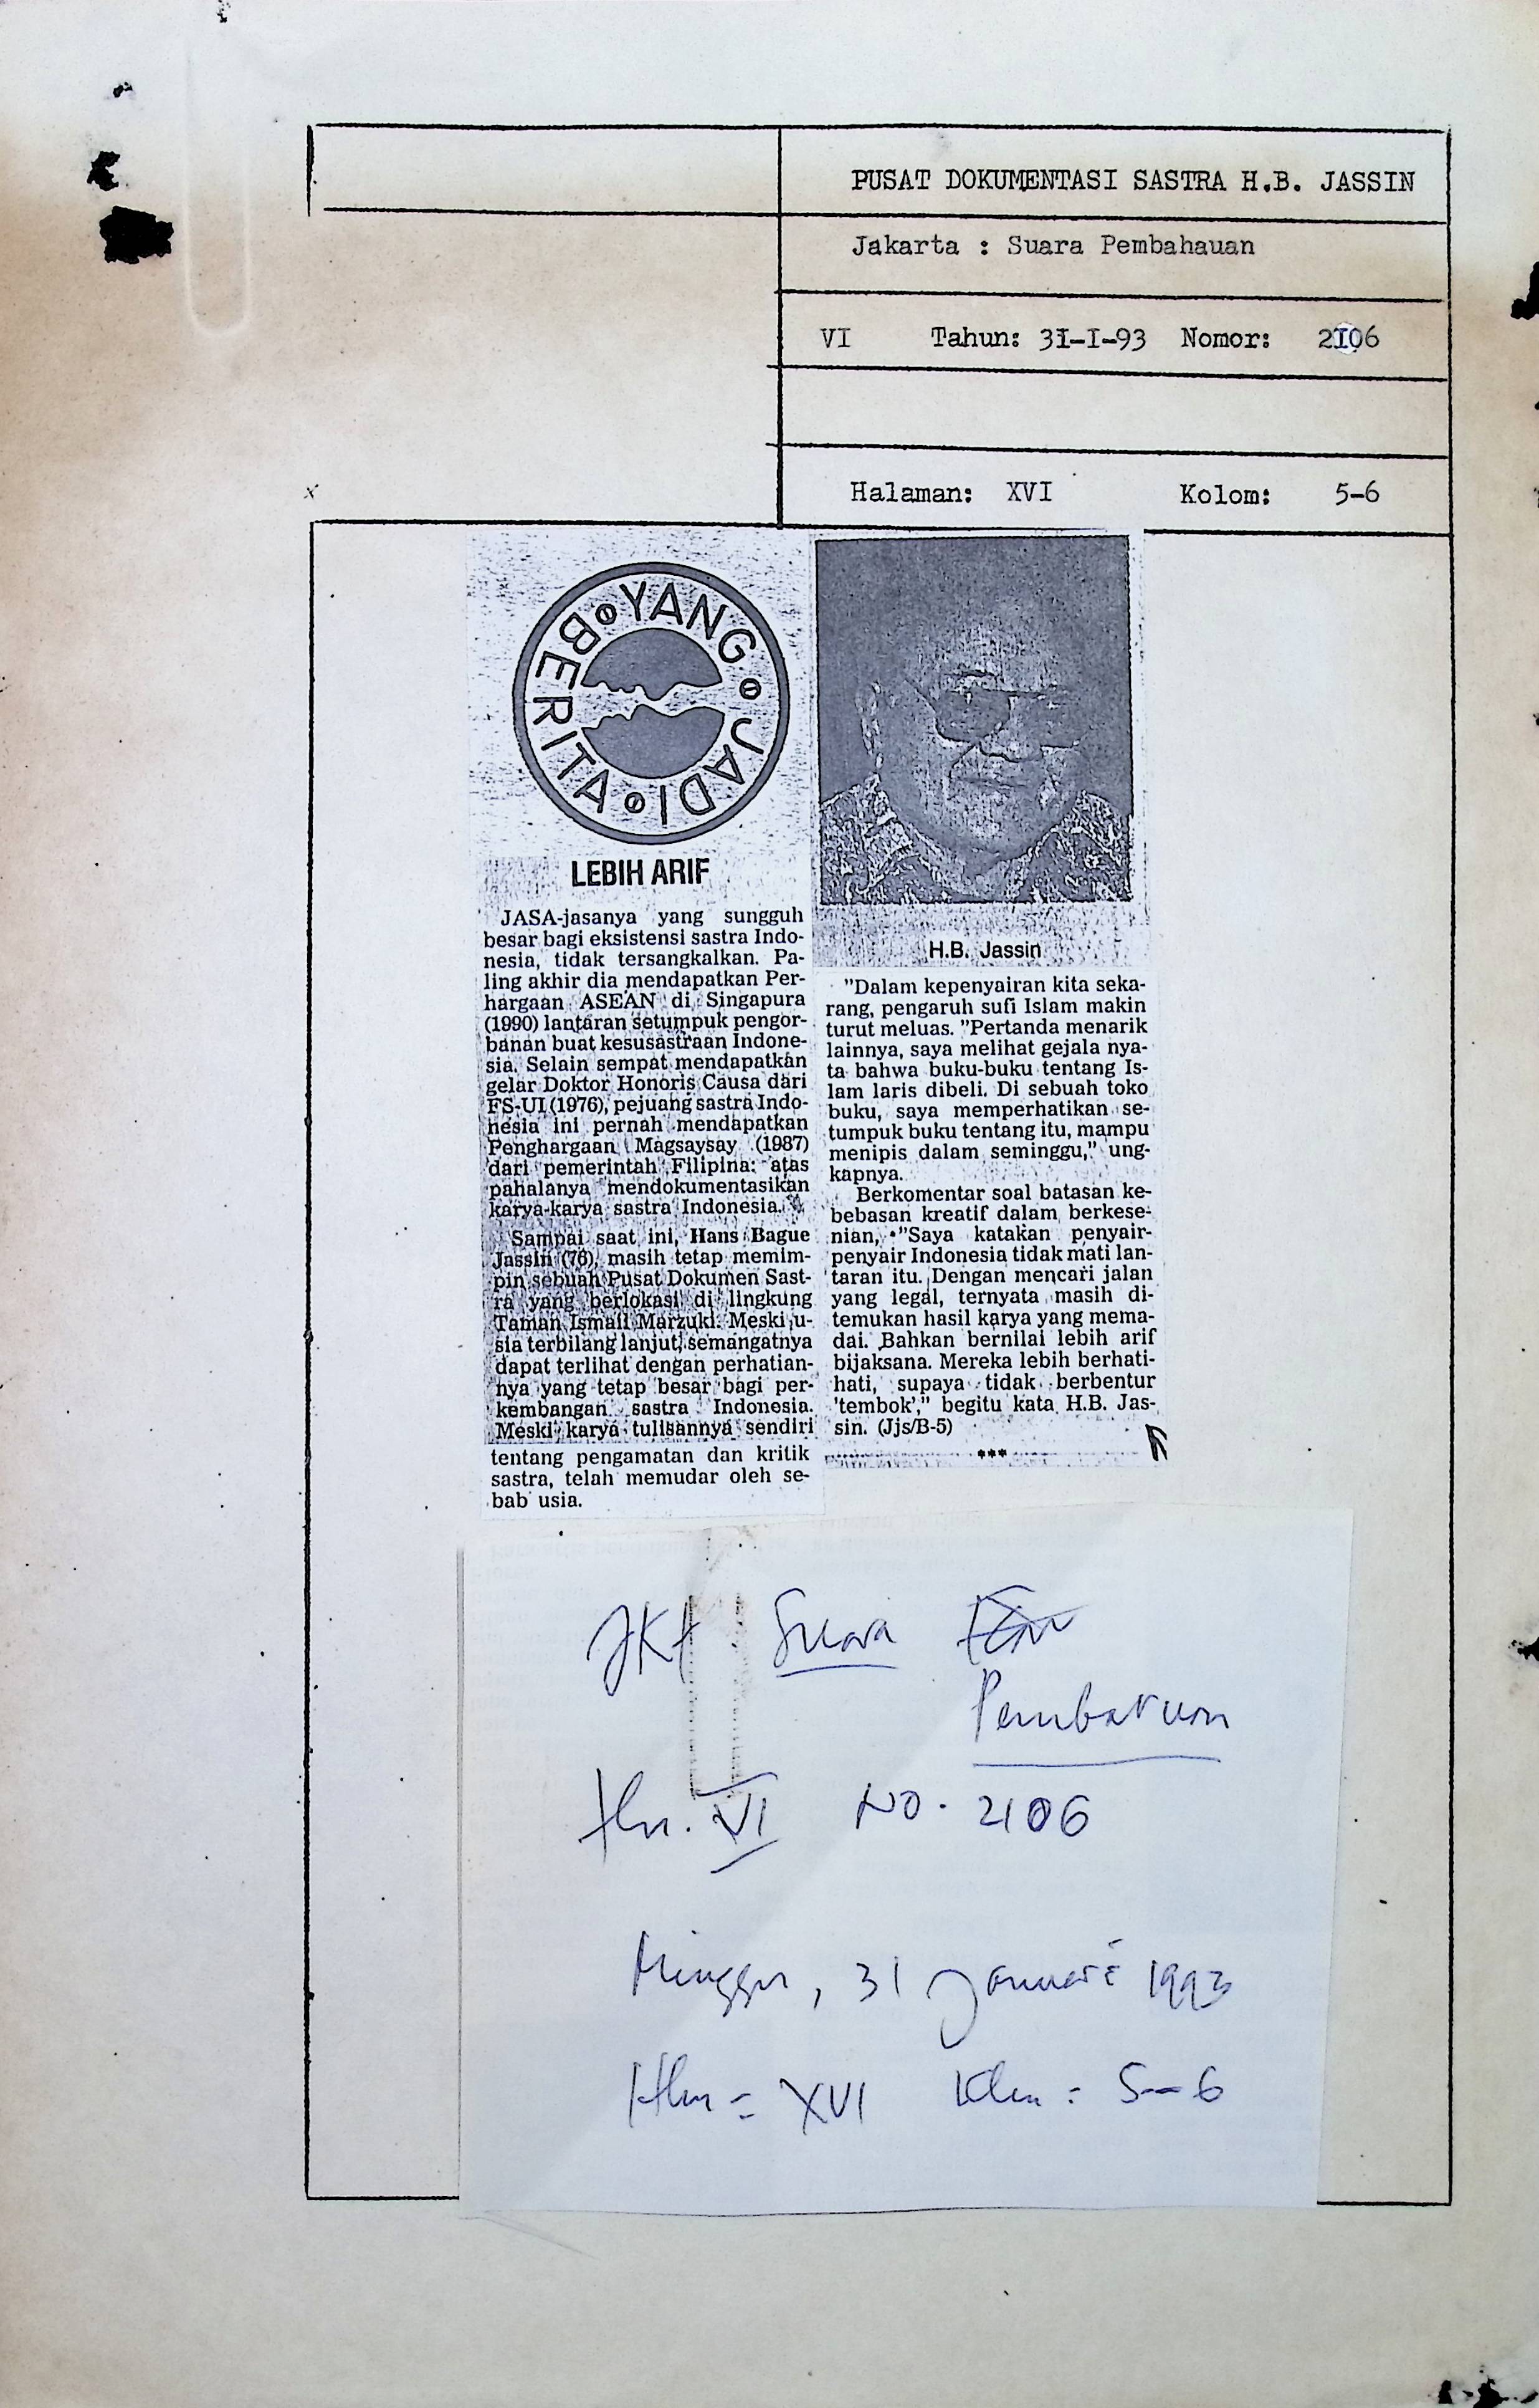 PUSAT DOKUMENTASI SASTRA H.B. JASSIN
Jakarta : Suara Pembahauan
VI Tahun: 31-I-93 Nomor: 2106
Halaman: XVI Kolom: 5-6
YANG JADI BERITA
LEBIH ARIF
JASA-jasanya yang sungguh
besar bagi eksistensi sastra Indo-
nesia, tidak tersangkalkan. Pa-
ling akhir dia mendapatkan Per-
hargaan ASEAN di Singapura
(1990) lantaran setumpuk pengor-
banan buat kesusastraan Indone-
sia. Selain sempat mendapatkan
gelar Doktor Honoris Causa dari
FS-UI (1976), pejuang sastra Indo-
nesia ini pernah mendapatkan
Penghargaan Magsaysay (1987)
dari pemerintah Filipina: atas
pahalanya mendokumentasikan
karya-karya sastra Indonesia.
Sampai saat ini, Hans Bague
Jassin (76), masih tetap memim-
pin sebuah Pusat Dokumen Sast-
ra yang berlokasi di lingkung
Taman Ismail Marzuki. Meski u-
sia terbilang lanjut, semangatnya
dapat terlihat dengan perhatian-
nya yang tetap besar bagi per-
kembangan sastra Indonesia.
Meski karya tulisannya sendiri
tentang pengamatan dan kritik
sastra, telah memudar oleh se-
bab usia.
H.B. Jassin
"Dalam kepenyairan kita seka-
rang, pengaruh sufi Islam makin
turut meluas. "Pertanda menarik
lainnya, saya melihat gejala nya-
ta bahwa buku-buku tentang Is-
lam laris dibeli. Di sebuah toko
buku, saya memperhatikan se-
tumpuk buku tentang itu, mampu
menipis dalam seminggu," ung-
kapnya.
Berkomentar soal batasan ke-
bebasan kreatif dalam berkese-
nian, "Saya katakan penyair-
penyair Indonesia tidak mati lan-
taran itu. Dengan mencari jalan
yang legal, ternyata masih di-
temukan hasil karya yang mema-
dai. Bahkan bernilai lebih arif
bijaksana. Mereka lebih berhati-
hati, supaya tidak berbentur
'tembok'," begitu kata H.B. Jas-
sin. (Jjs/B-5)
***
JKt : Suara
Pembaruan
thn. VI NO. 2106
Minggu, 31 Januari 1993
Hlm = XVI Klm : 5-6